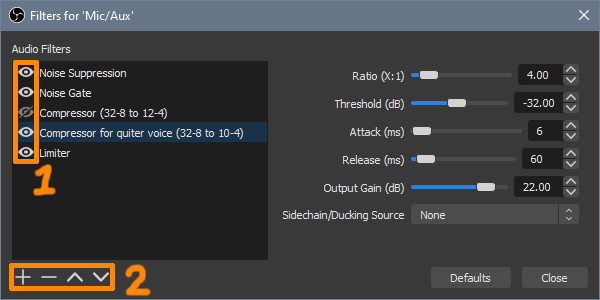 Filters for 'Mic/Aux'
Audio Filters
Noise Suppression
Noise Gate
Compressor (32-8 to 12-4)
Compressor for quiter voice (32-8 to 10-4)
Limiter
1
2
Ratio (X:1) 4.00
Threshold (dB) -32.00
Attack (ms) 6
Release (ms) 60
Output Gain (dB) 22.00
Sidechain/Ducking Source None
Defaults Close